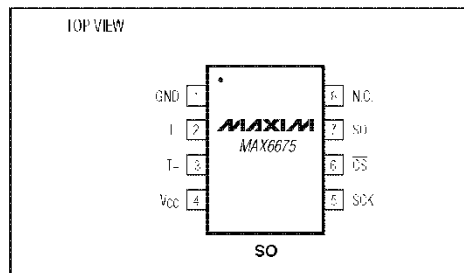 TOP VIEW
GND 1
T- 2
T+ 3
VCC 4
MAXIM
MAX6675
8 N.C.
7 SO
6 CS
5 SCK
SO